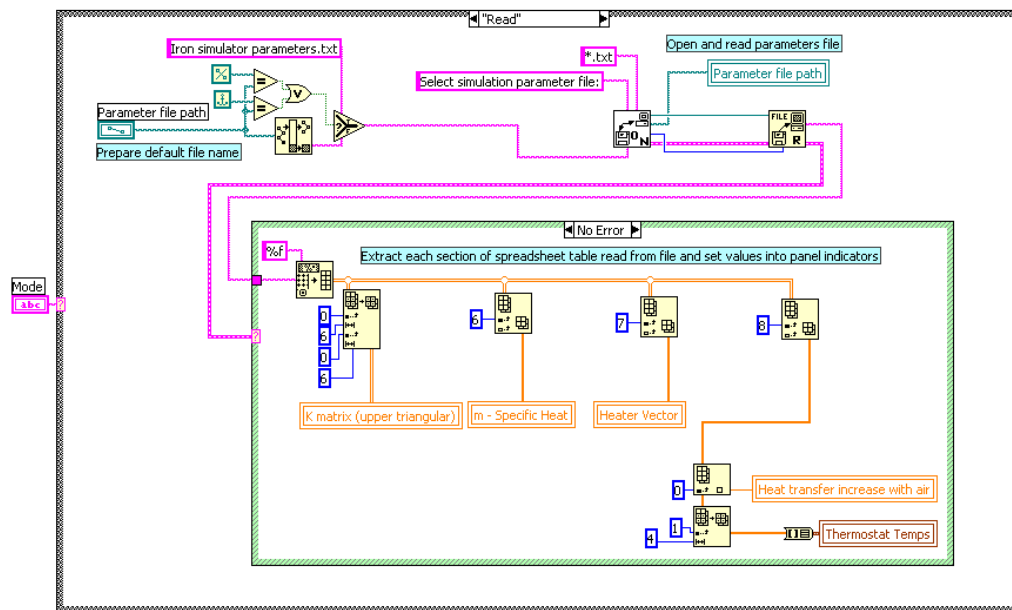 "Read"
Iron simulator parameters.txt
*.txt
Open and read parameters file
Parameter file path
Select simulation parameter file:
=
V
=
Parameter file path
?
T
F
O
N
FILE
R
Prepare default file name
No Error
%f
Extract each section of spreadsheet table read from file and set values into panel indicators
Mode
abc
?
?
0
6
0
6
6
7
8
K matrix (upper triangular)
m - Specific Heat
Heater Vector
0
Heat transfer increase with air
1
4
Thermostat Temps